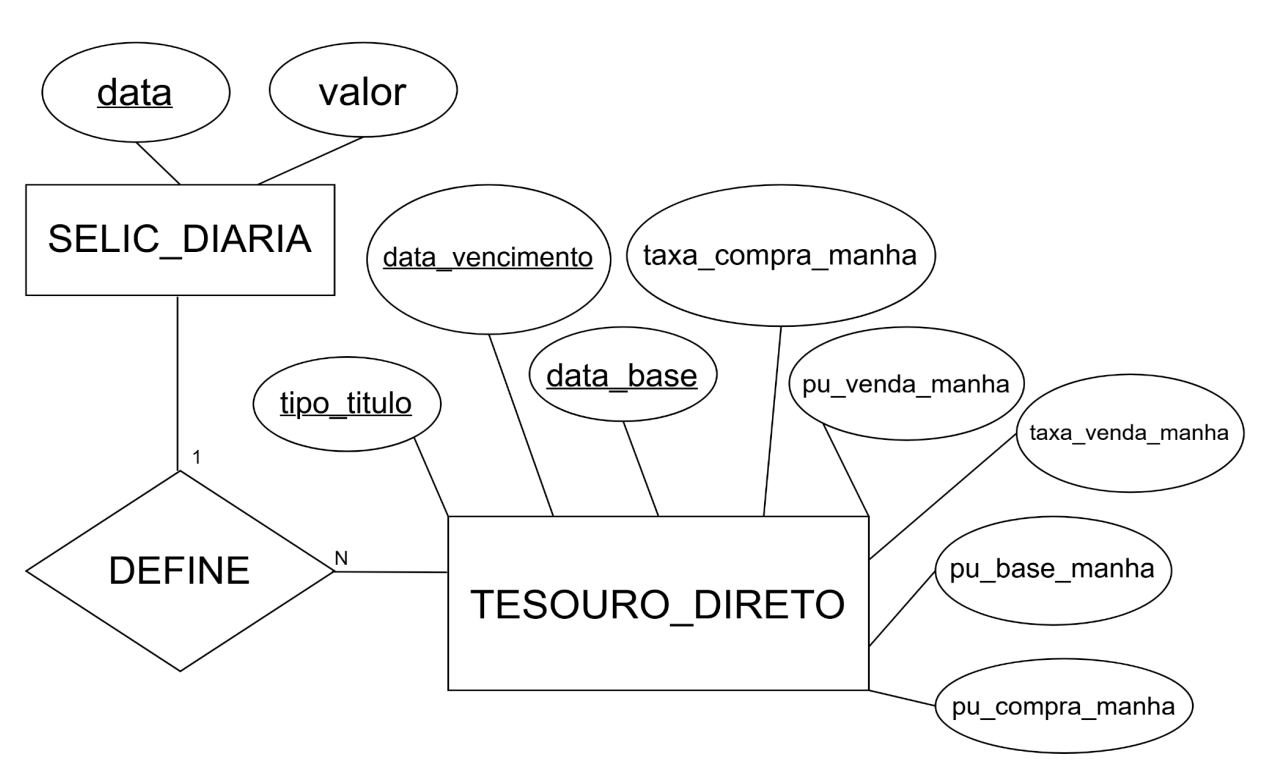 data
valor
SELIC_DIARIA
data_vencimento
taxa_compra_manha
tipo_titulo
data_base
pu_venda_manha
taxa_venda_manha
1
DEFINE
N
TESOURO_DIRETO
pu_base_manha
pu_compra_manha